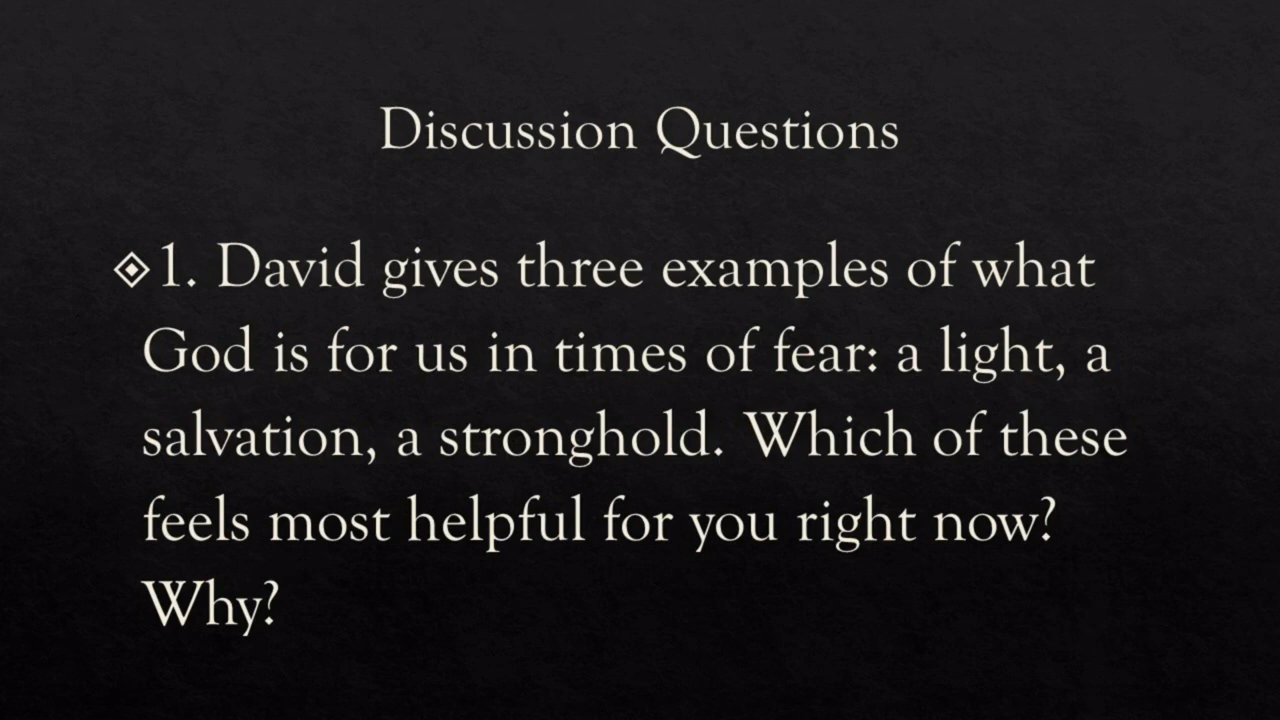 Discussion Questions
1. David gives three examples of what
God is for us in times of fear: a light, a
salvation, a stronghold. Which of these
feels most helpful for you right now?
Why?